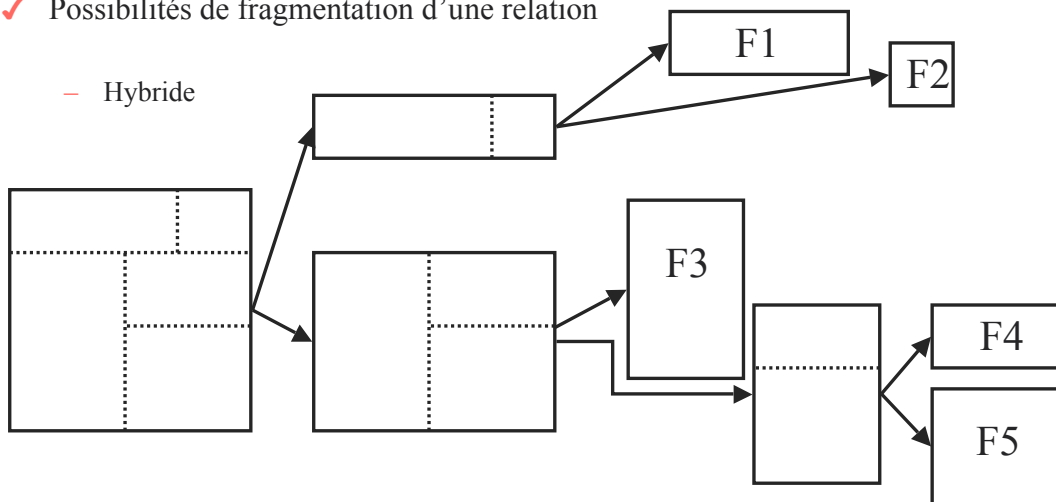 ✓ Possibilités de fragmentation d’une relation
– Hybride
F1
F2
F3
F4
F5